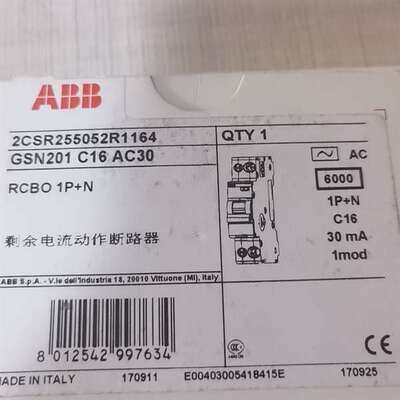 ABB
2CSR255052R1164
QTY 1
GSN201 C16 AC30
AC
RCBO 1P+N
6000
1P+N
C16
剩余电流动作断路器
30 mA
1mod
ABB S.p.A. - V.le dell'Industria 18, 20010 Vittuone (MI), Italy
8 012542 997634
MADE IN ITALY
170911
E00403005418415E
170925